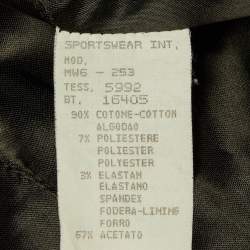 SPORTSWEAR INT,
MOD,
MW6 - 253
TESS, 5992
BT, 16405
90% COTONE-COTTON
ALGODAO
7% POLIESTERE
POLIESTER
POLYESTER
3% ELASTAN
ELASTANO
SPANDEX
FODERA-LINING
FORRO
67% ACETATO